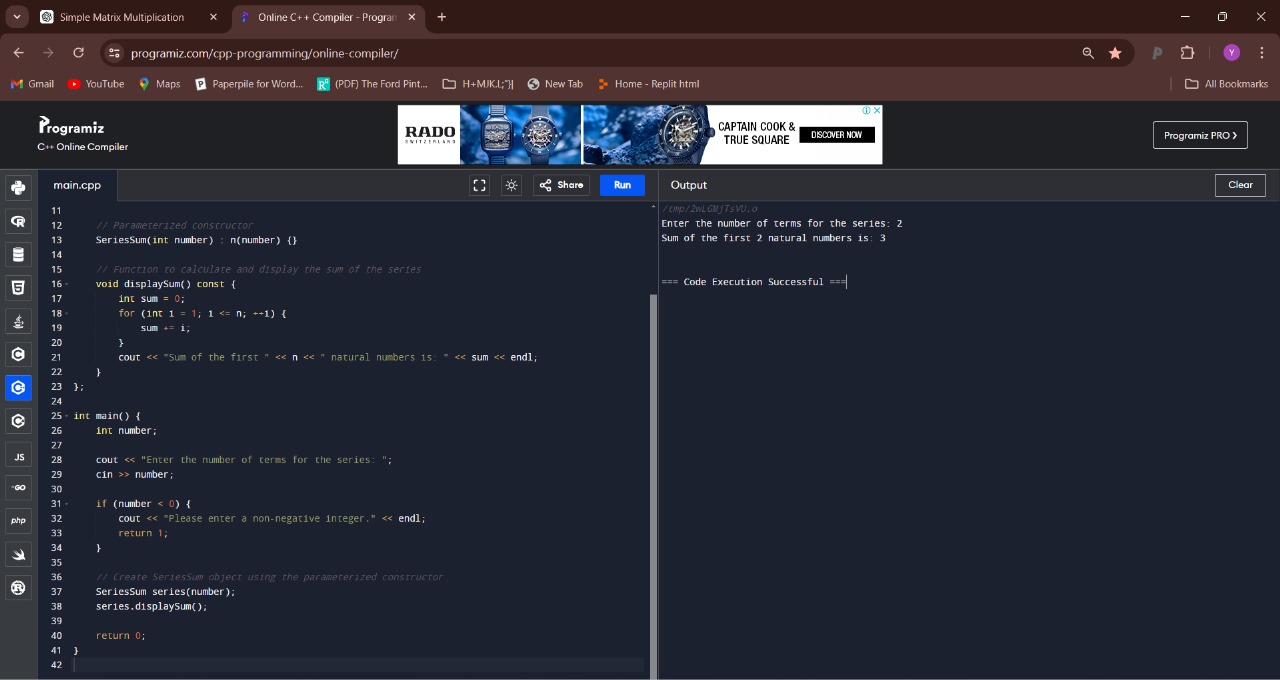 Simple Matrix Multiplication
Online C++ Compiler - Program
programiz.com/cpp-programming/online-compiler/
Y
Gmail
YouTube
Maps
Paperpile for Word...
(PDF) The Ford Pint...
H+MJK.L;"}|
New Tab
Home - Replit html
All Bookmarks
Programiz
C++ Online Compiler
RADO
SWITZERLAND
CAPTAIN COOK &
TRUE SQUARE
DISCOVER NOW
Programiz PRO >
main.cpp
Share
Run
Output
Clear
11
12 // Parameterized constructor
13 SeriesSum(int number) : n(number) {}
14
15 // Function to calculate and display the sum of the series
16 void displaySum() const {
17 int sum = 0;
18 for (int i = 1; i <= n; ++i) {
19 sum += i;
20 }
21 cout << "Sum of the first " << n << " natural numbers is: " << sum << endl;
22 }
23 };
24
25 int main() {
26 int number;
27
28 cout << "Enter the number of terms for the series: ";
29 cin >> number;
30
31 if (number < 0) {
32 cout << "Please enter a non-negative integer." << endl;
33 return 1;
34 }
35
36 // Create SeriesSum object using the parameterized constructor
37 SeriesSum series(number);
38 series.displaySum();
39
40 return 0;
41 }
42
JS
GO
php
/tmp/2wLGMjTsVU.o
Enter the number of terms for the series: 2
Sum of the first 2 natural numbers is: 3
=== Code Execution Successful ===